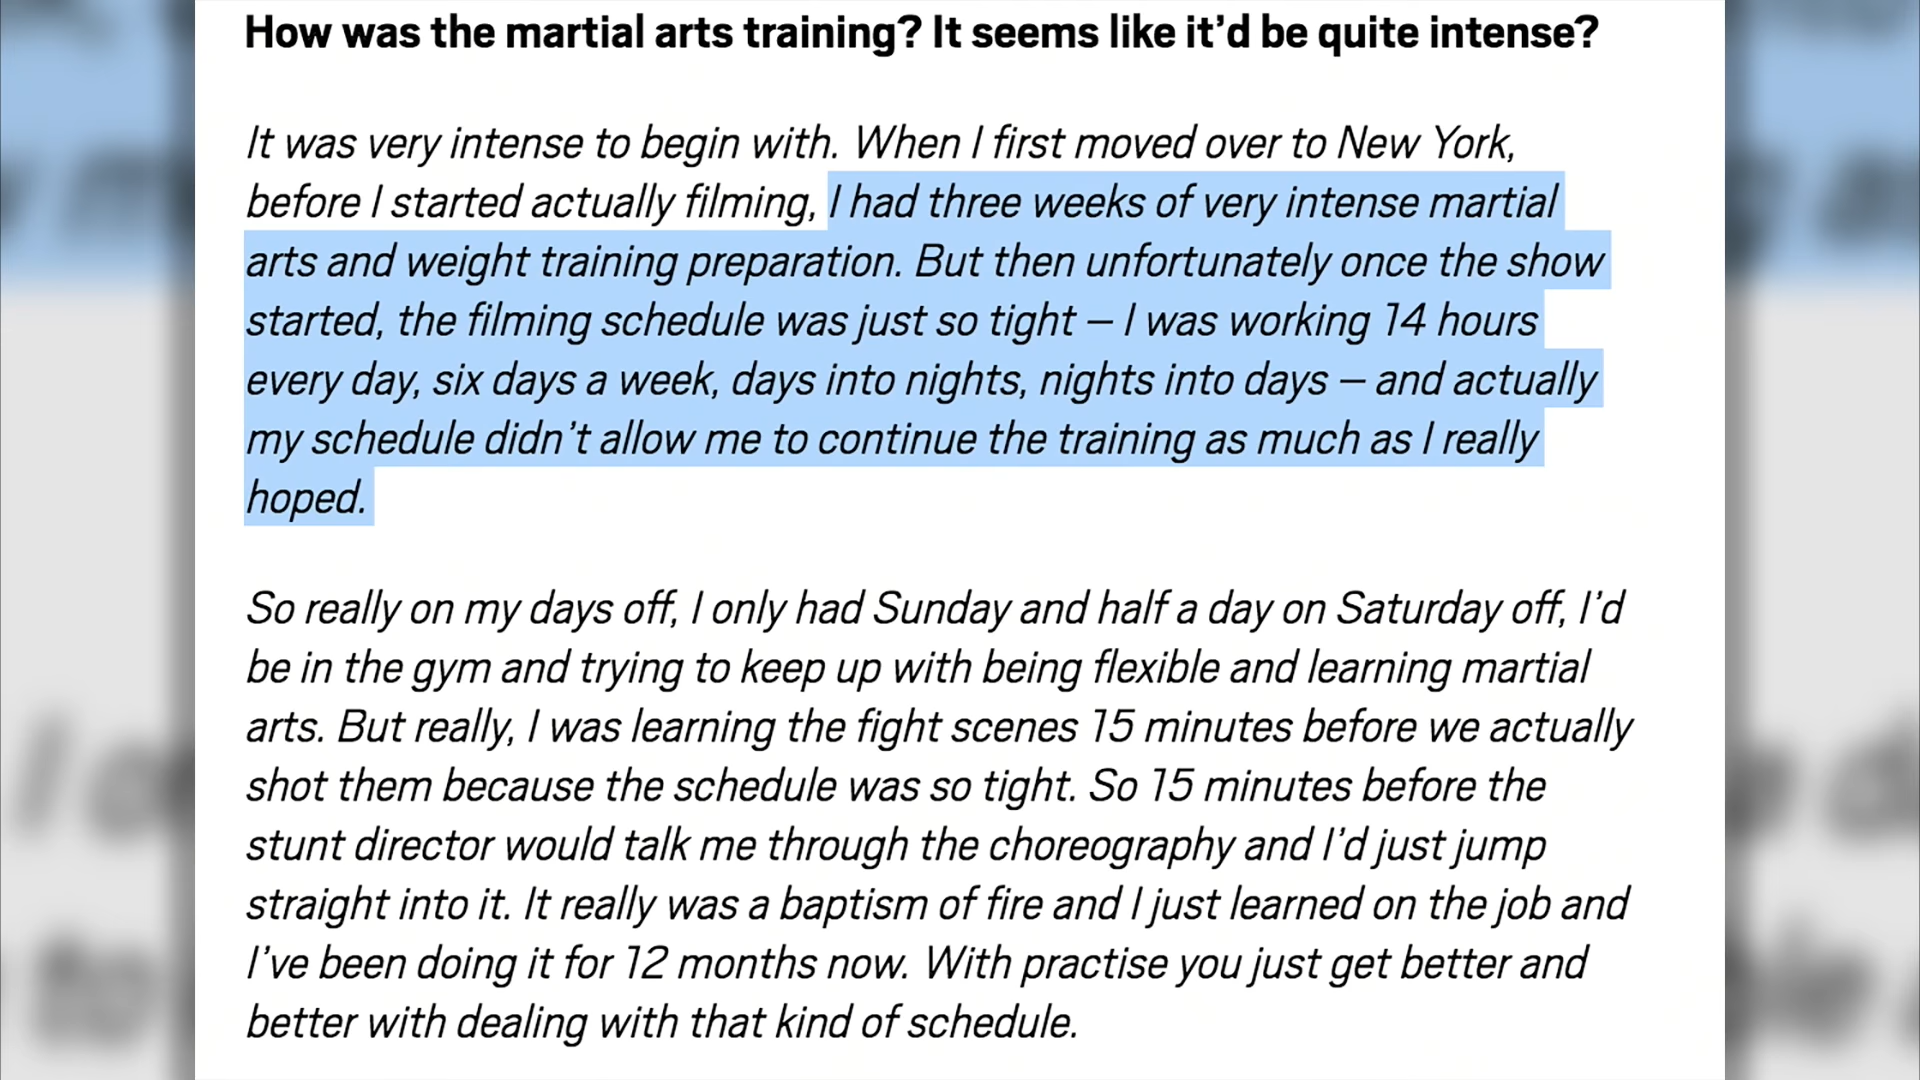 How was the martial arts training? It seems like it’d be quite intense?
It was very intense to begin with. When I first moved over to New York,
before I started actually filming, I had three weeks of very intense martial
arts and weight training preparation. But then unfortunately once the show
started, the filming schedule was just so tight – I was working 14 hours
every day, six days a week, days into nights, nights into days – and actually
my schedule didn’t allow me to continue the training as much as I really
hoped.
So really on my days off, I only had Sunday and half a day on Saturday off, I’d
be in the gym and trying to keep up with being flexible and learning martial
arts. But really, I was learning the fight scenes 15 minutes before we actually
shot them because the schedule was so tight. So 15 minutes before the
stunt director would talk me through the choreography and I’d just jump
straight into it. It really was a baptism of fire and I just learned on the job and
I’ve been doing it for 12 months now. With practise you just get better and
better with dealing with that kind of schedule.